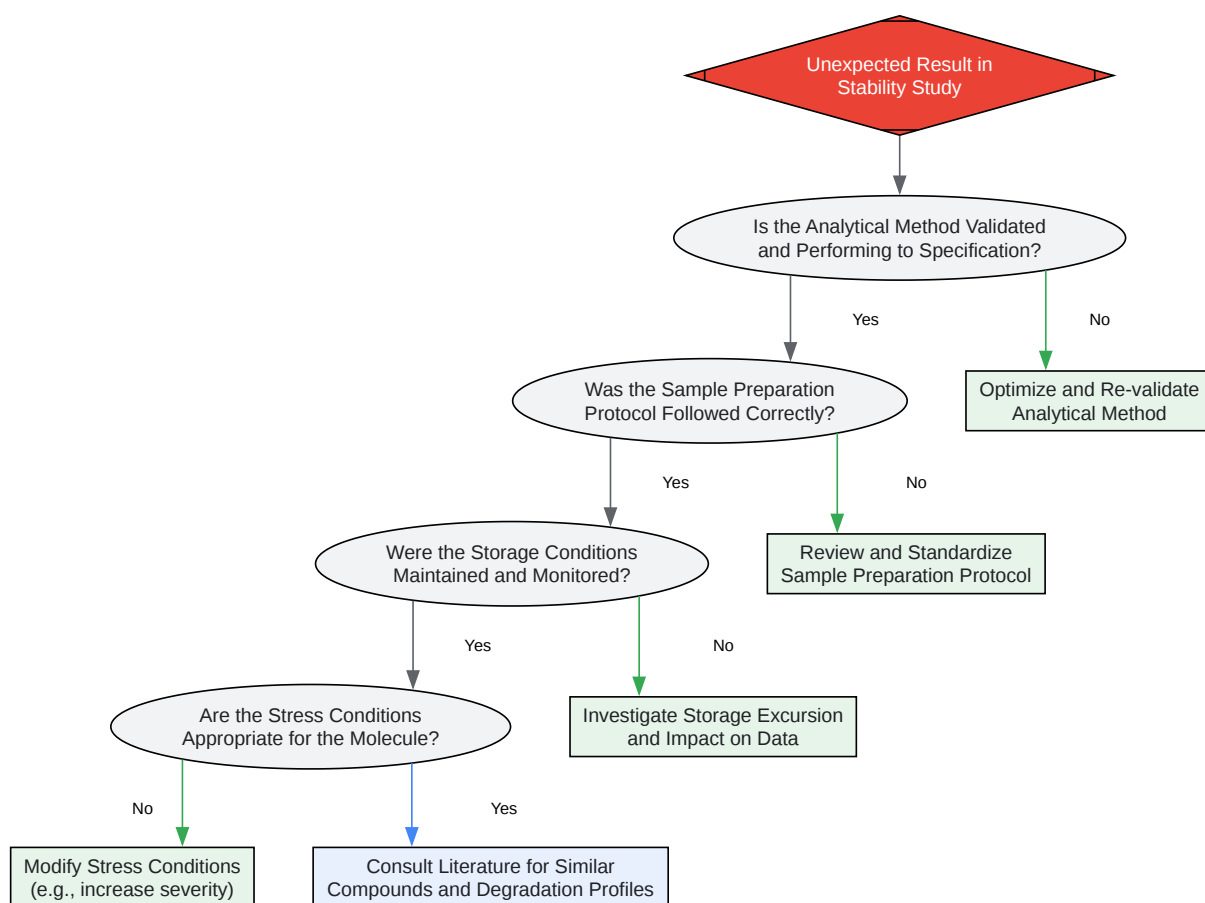 Unexpected Result in
Stability Study
Is the Analytical Method Validated
and Performing to Specification?
Yes
No
Was the Sample Preparation
Protocol Followed Correctly?
Optimize and Re-validate
Analytical Method
Yes
No
Were the Storage Conditions
Maintained and Monitored?
Review and Standardize
Sample Preparation Protocol
Yes
No
Are the Stress Conditions
Appropriate for the Molecule?
Investigate Storage Excursion
and Impact on Data
No
Yes
Modify Stress Conditions
(e.g., increase severity)
Consult Literature for Similar
Compounds and Degradation Profiles